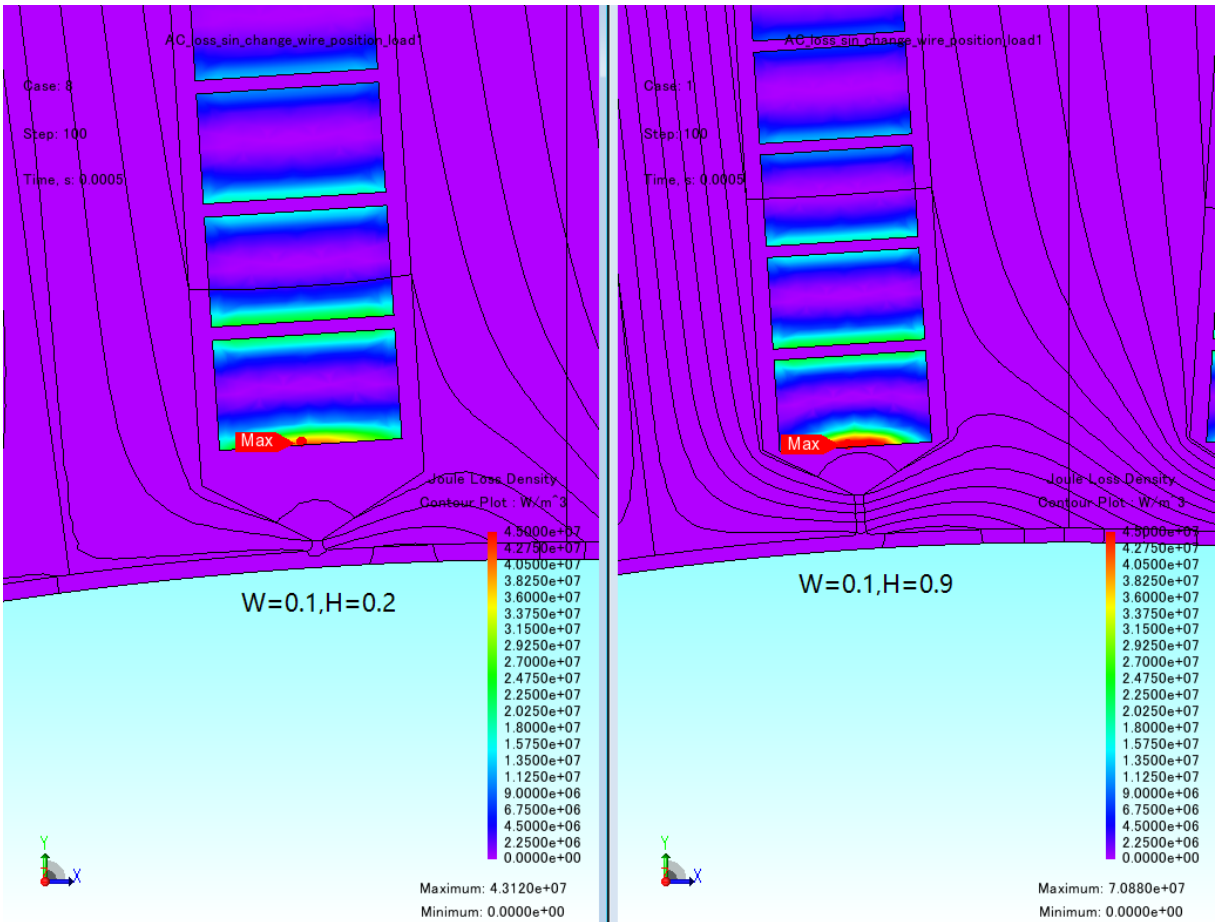 AC_loss_sin_change_wire_position_load1
Case: 8
Step: 100
Time, s: 0.0005
Max
Joule Loss Density
Contour Plot : W/m^3
4.5000e+07
4.2750e+07
4.0500e+07
3.8250e+07
3.6000e+07
3.3750e+07
3.1500e+07
2.9250e+07
2.7000e+07
2.4750e+07
2.2500e+07
2.0250e+07
1.8000e+07
1.5750e+07
1.3500e+07
1.1250e+07
9.0000e+06
6.7500e+06
4.5000e+06
2.2500e+06
0.0000e+00
W=0.1,H=0.2
Y
X
Maximum: 4.3120e+07
Minimum: 0.0000e+00
AC_loss_sin_change_wire_position_load1
Case: 1
Step: 100
Time, s: 0.0005
Max
Joule Loss Density
Contour Plot : W/m^3
4.5000e+07
4.2750e+07
4.0500e+07
3.8250e+07
3.6000e+07
3.3750e+07
3.1500e+07
2.9250e+07
2.7000e+07
2.4750e+07
2.2500e+07
2.0250e+07
1.8000e+07
1.5750e+07
1.3500e+07
1.1250e+07
9.0000e+06
6.7500e+06
4.5000e+06
2.2500e+06
0.0000e+00
W=0.1,H=0.9
Y
X
Maximum: 7.0880e+07
Minimum: 0.0000e+00